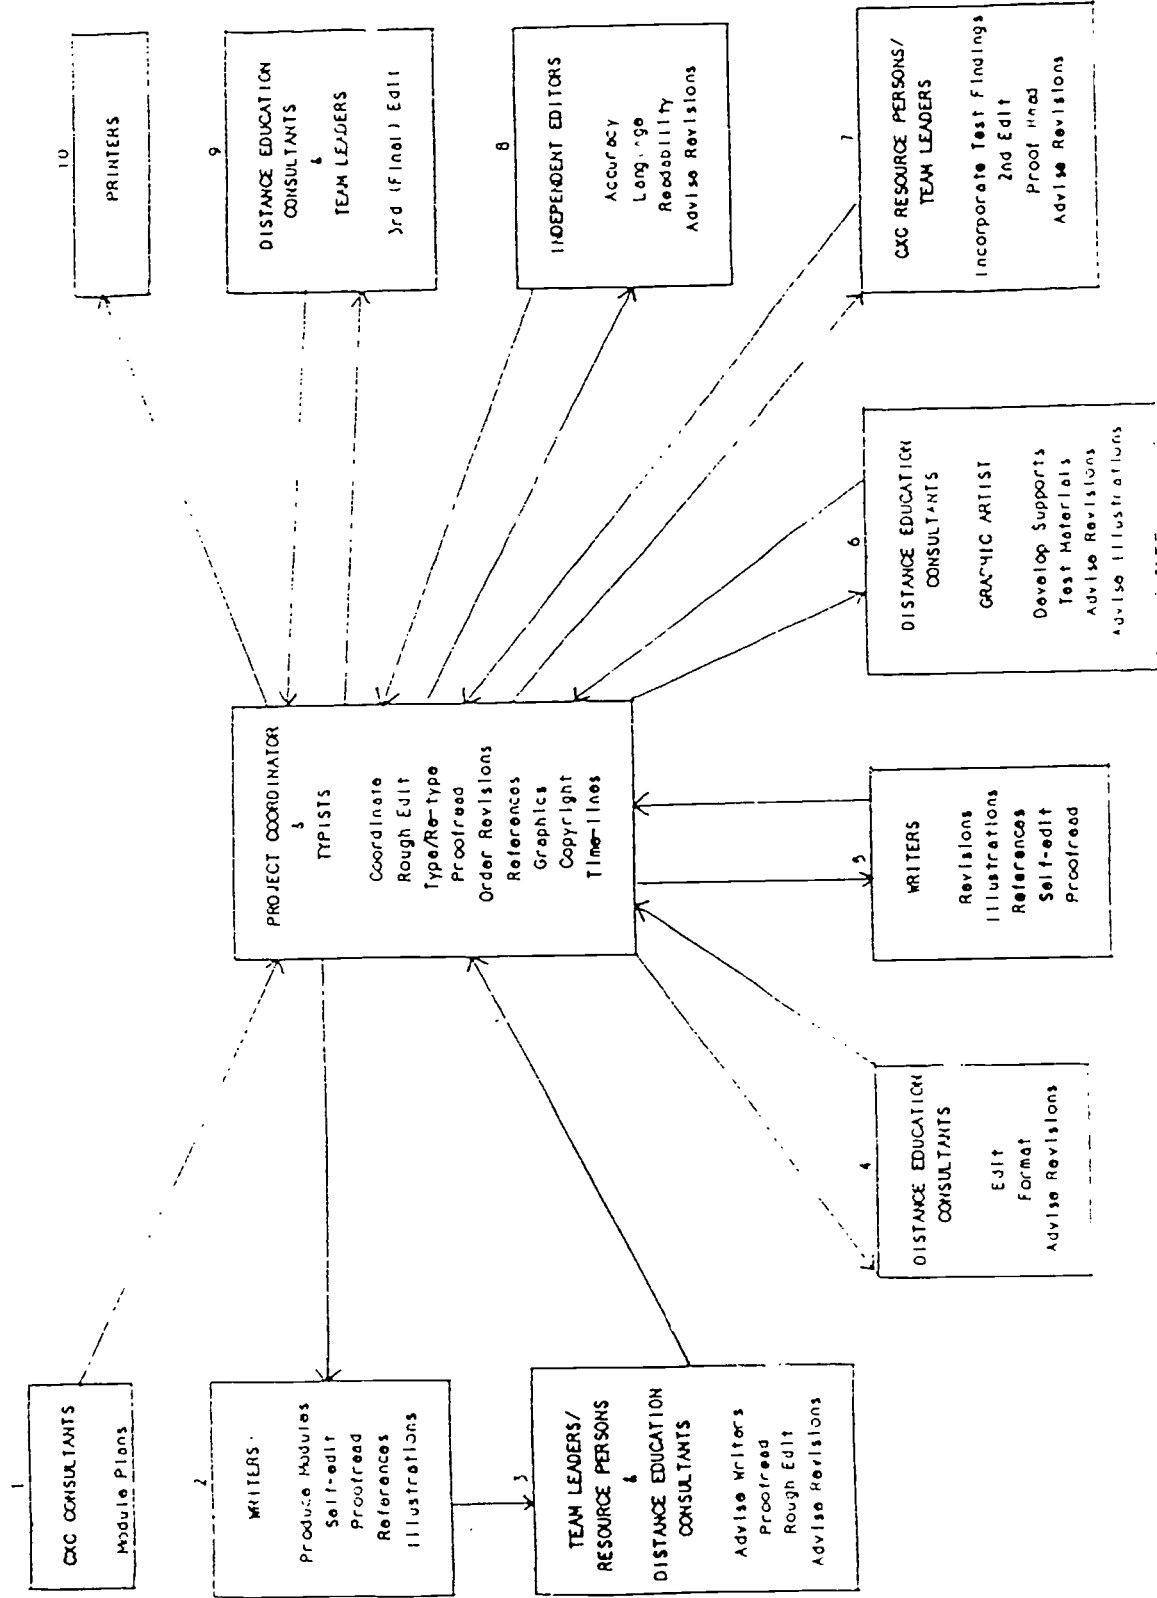 1
CXC CONSULTANTS
Module Plans
2
WRITERS
Produce Modules
Self-edit
Proofread
References
Illustrations
3
TEAM LEADERS/
RESOURCE PERSONS
&
DISTANCE EDUCATION
CONSULTANTS
Advise Writers
Proofread
Rough Edit
Advise Revisions
PROJECT COORDINATOR
&
TYPISTS
Coordinate
Rough Edit
Type/Re-type
Proofread
Order Revisions
References
Graphics
Copyright
Time-lines
4
DISTANCE EDUCATION
CONSULTANTS
Edit
Format
Advise Revisions
5
WRITERS
Revisions
Illustrations
References
Self-edit
Proofread
6
DISTANCE EDUCATION
CONSULTANTS
GRAPHIC ARTIST
Develop Supports
Test Materials
Advise Revisions
Advise Illustrations
7
CXC RESOURCE PERSONS/
TEAM LEADERS
Incorporate Test Findings
2nd Edit
Proof Read
Advise Revisions
8
INDEPENDENT EDITORS
Accuracy
Language
Readability
Advise Revisions
9
DISTANCE EDUCATION
CONSULTANTS
&
TEAM LEADERS
3rd (Final) Edit
10
PRINTERS